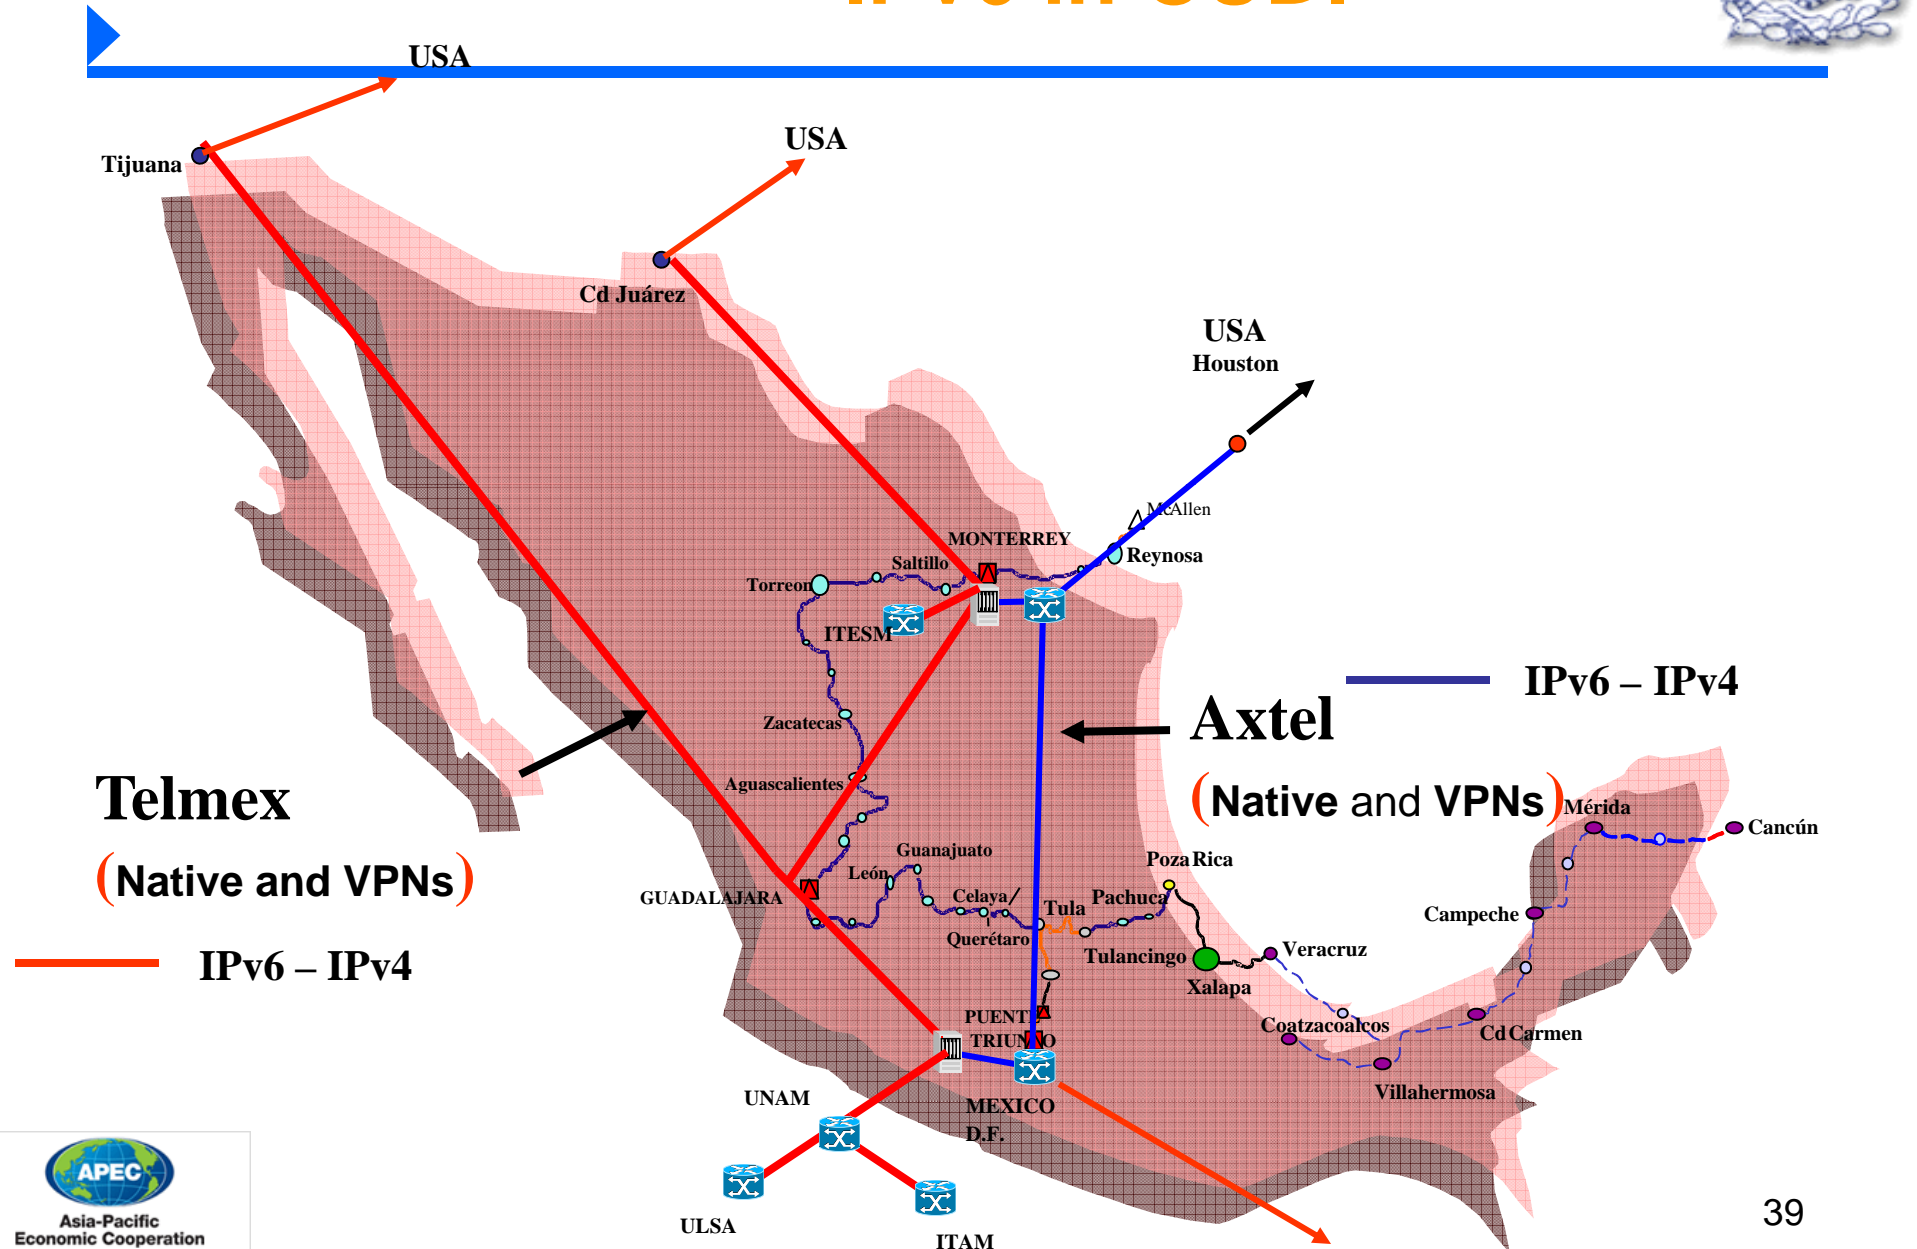 IPv6 in CUDI
USA
Tijuana
USA
Cd Juárez
USA
Houston
McAllen
MONTERREY
Reynosa
Saltillo
Torreon
ITESM
IPv6 – IPv4
Axtel
Zacatecas
(Native and VPNs)
Telmex
Aguascalientes
Mérida
Cancún
(Native and VPNs)
Guanajuato
Poza Rica
León
GUADALAJARA
Celaya/
Pachuca
Tula
Campeche
Querétaro
Tulancingo
Veracruz
IPv6 – IPv4
Xalapa
PUENTE
Coatzacoalcos
Cd Carmen
TRIUNFO
Villahermosa
UNAM
MEXICO
D.F.
APEC
Asia-Pacific
Economic Cooperation
ULSA
ITAM
39